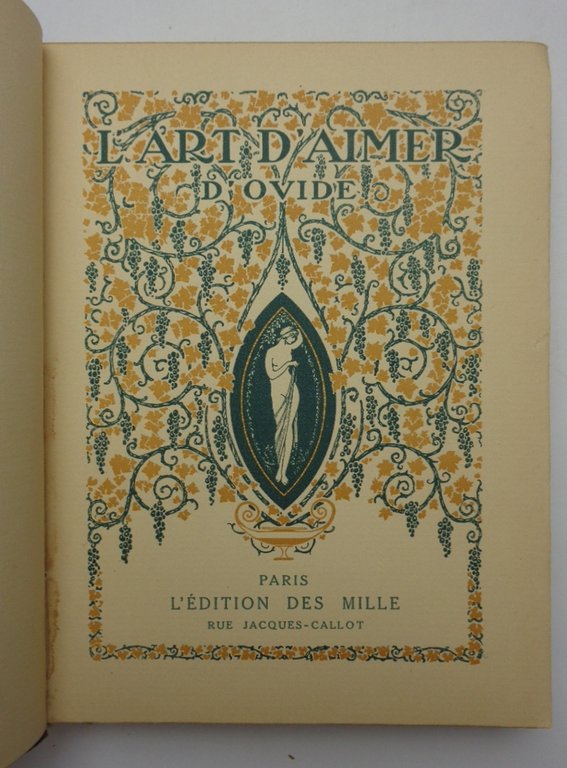 L'ART D'AIMER
D'OVIDE
PARIS
L'ÉDITION DES MILLE
RUE JACQUES-CALLOT